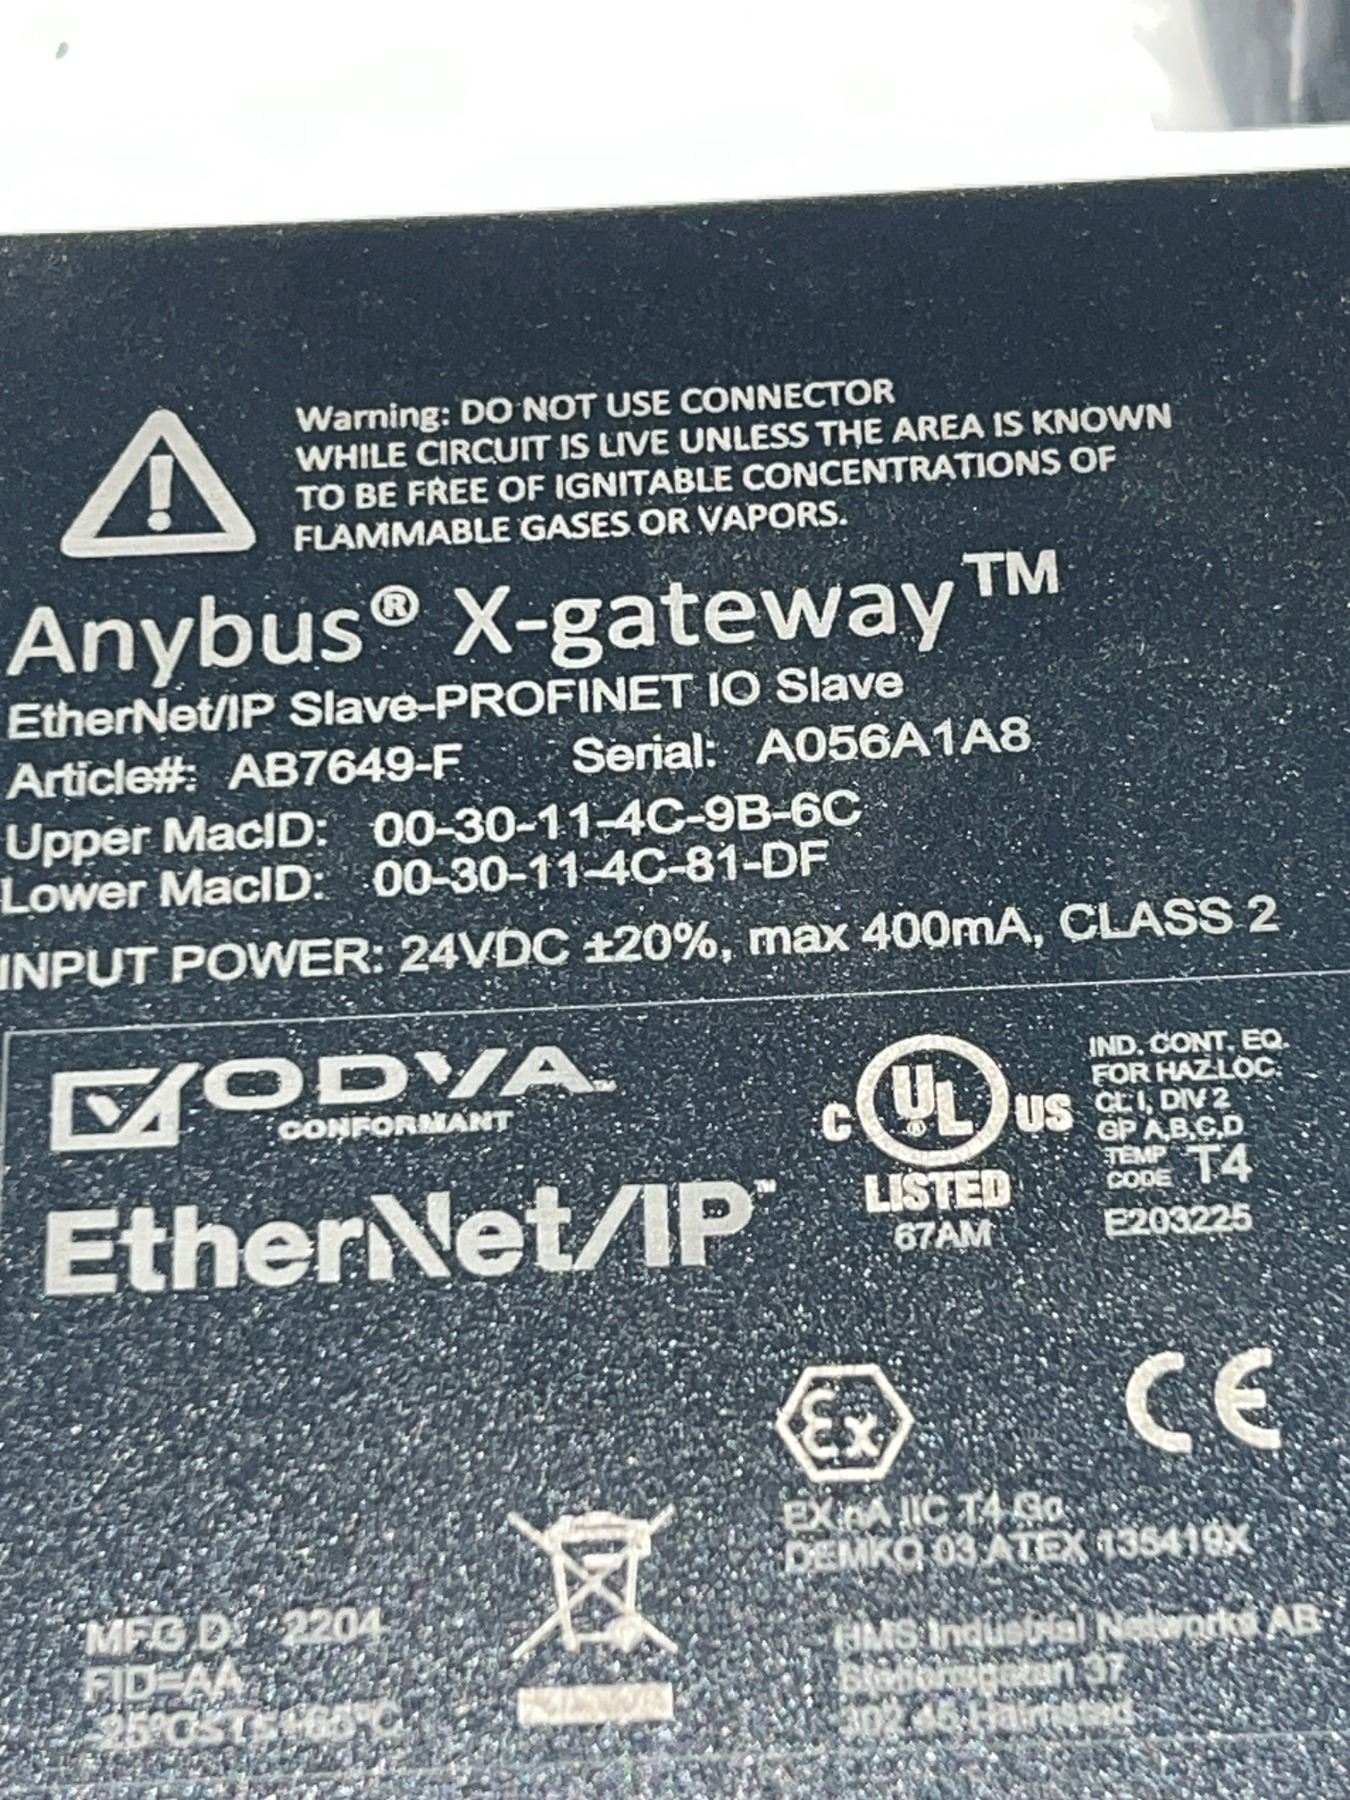 Warning: DO NOT USE CONNECTOR
WHILE CIRCUIT IS LIVE UNLESS THE AREA IS KNOWN
TO BE FREE OF IGNITABLE CONCENTRATIONS OF
FLAMMABLE GASES OR VAPORS.
Anybus® X-gateway™
EtherNet/IP Slave-PROFINET IO Slave
Article#: AB7649-F Serial: A056A1A8
Upper MacID: 00-30-11-4C-9B-6C
Lower MacID: 00-30-11-4C-81-DF
INPUT POWER: 24VDC ±20%, max 400mA, CLASS 2
ODVA™
CONFORMANT
EtherNet/IP™
C UL® US
LISTED
67AM
IND. CONT. EQ.
FOR HAZ.LOC.
CL I, DIV 2
GP A,B,C,D
TEMP
CODE T4
E203225
Ex
CE
EX nA IIC T4 Gc
DEMKO 03 ATEX 135419X
MFG.D: 2204
FID=AA
HMS Industrial Networks AB
37
302 45 Halmstad